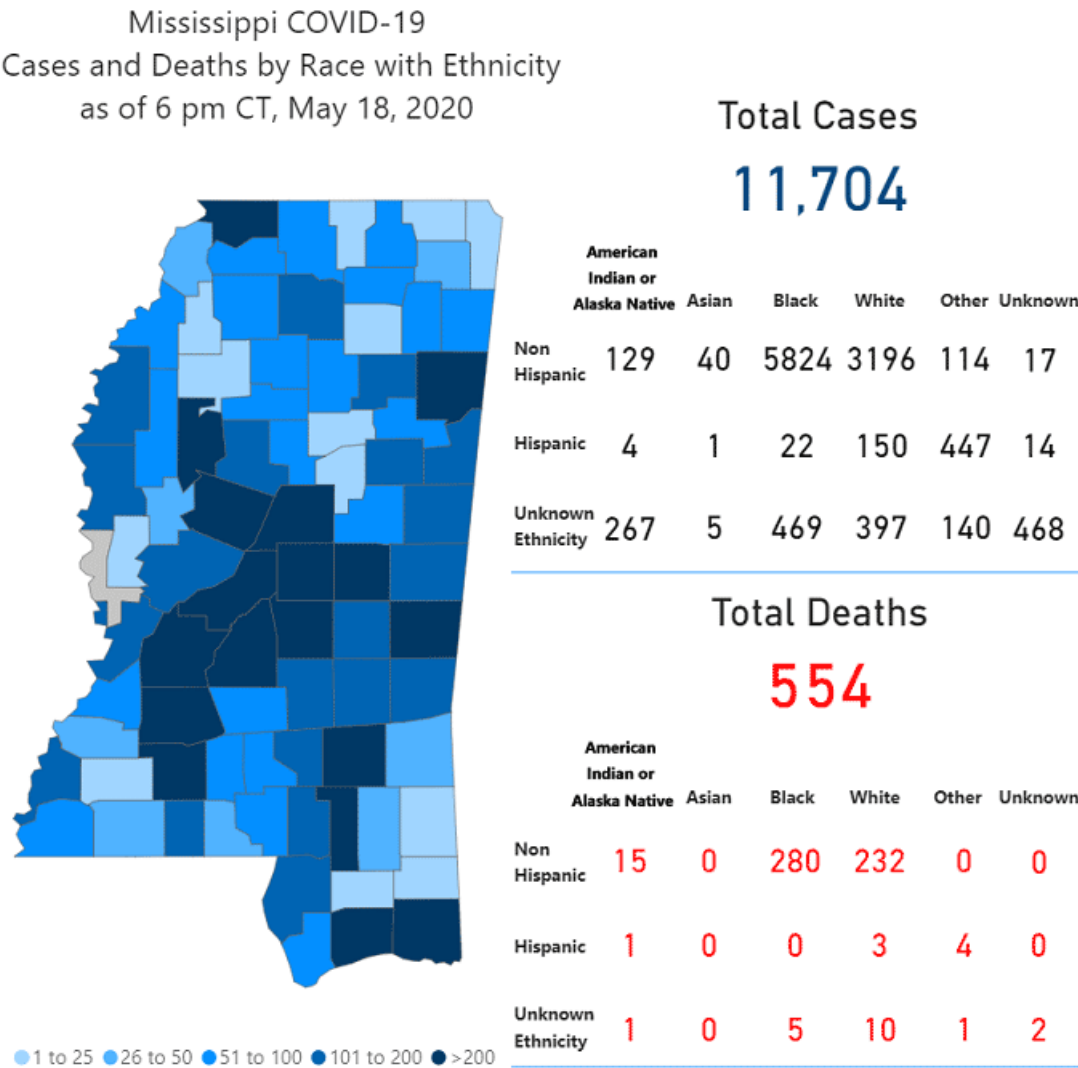 Mississippi COVID-19
Cases and Deaths by Race with Ethnicity
as of 6 pm CT, May 18, 2020
Total Cases
11,704
American
Indian or
Alaska Native Asian Black White Other Unknown
Non
Hispanic 129 40 5824 3196 114 17
Hispanic 4 1 22 150 447 14
Unknown
Ethnicity 267 5 469 397 140 468
Total Deaths
554
American
Indian or
Alaska Native Asian Black White Other Unknown
Non
Hispanic 15 0 280 232 0 0
Hispanic 1 0 0 3 4 0
Unknown
Ethnicity 1 0 5 10 1 2
1 to 25 26 to 50 51 to 100 101 to 200 >200